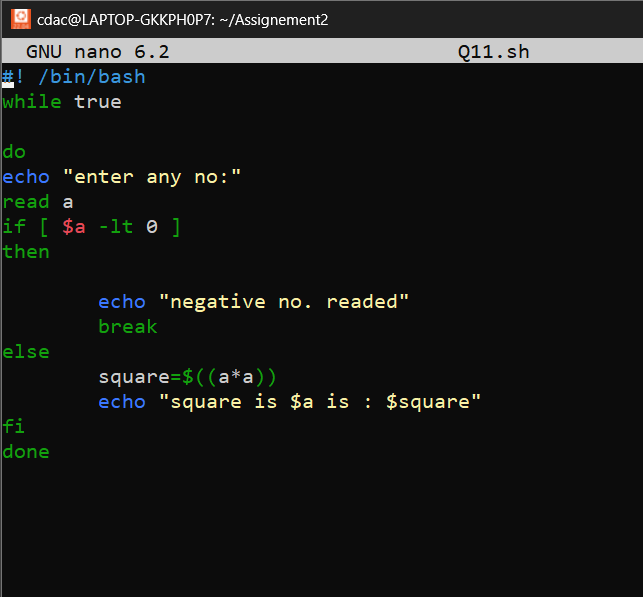 cdac@LAPTOP-GKKPH0P7: ~/Assignement2
GNU nano 6.2 Q11.sh
#! /bin/bash
while true
do
echo "enter any no:"
read a
if [ $a -lt 0 ]
then
echo "negative no. readed"
break
else
square=$((a*a))
echo "square is $a is : $square"
fi
done